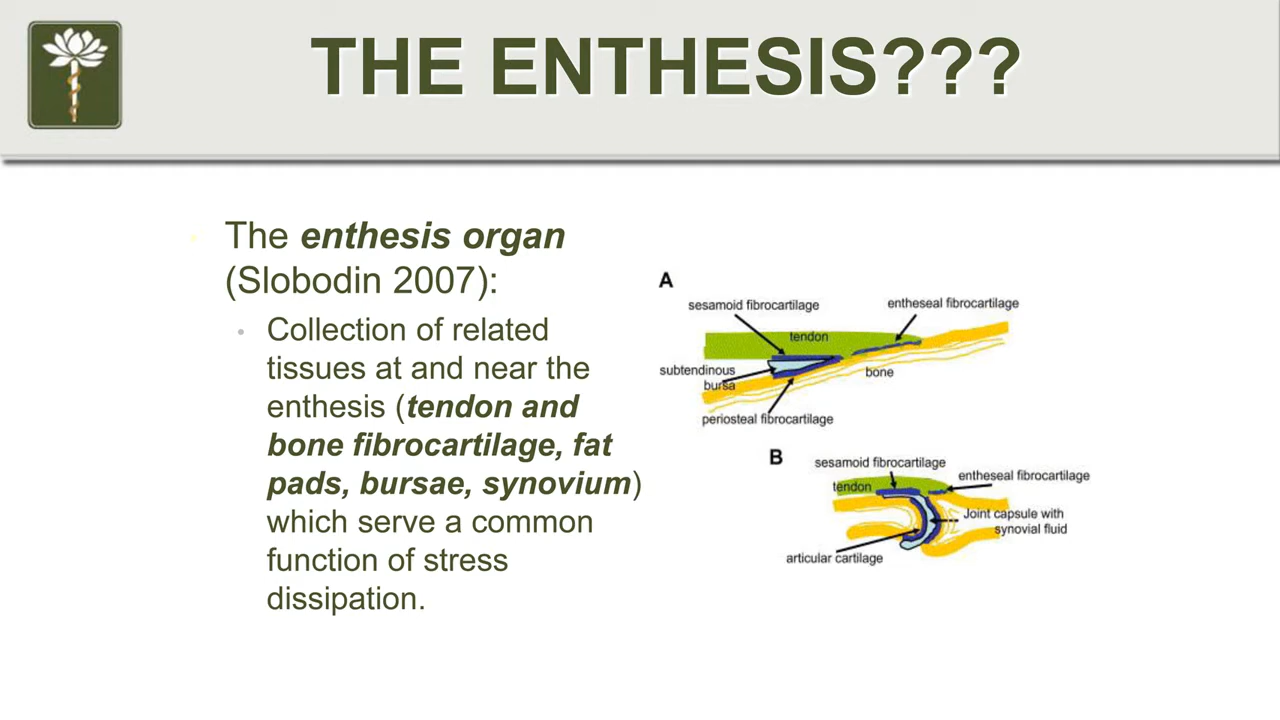 THE ENTHESIS???
The enthesis organ
(Slobodin 2007):
Collection of related
tissues at and near the
enthesis (tendon and
bone fibrocartilage, fat
pads, bursae, synovium)
which serve a common
function of stress
dissipation.
A
sesamoid fibrocartilage
entheseal fibrocartilage
tendon
subtendinous
bursa
bone
periosteal fibrocartilage
B
sesamoid fibrocartilage
entheseal fibrocartilage
tendon
Joint capsule with
synovial fluid
articular cartilage